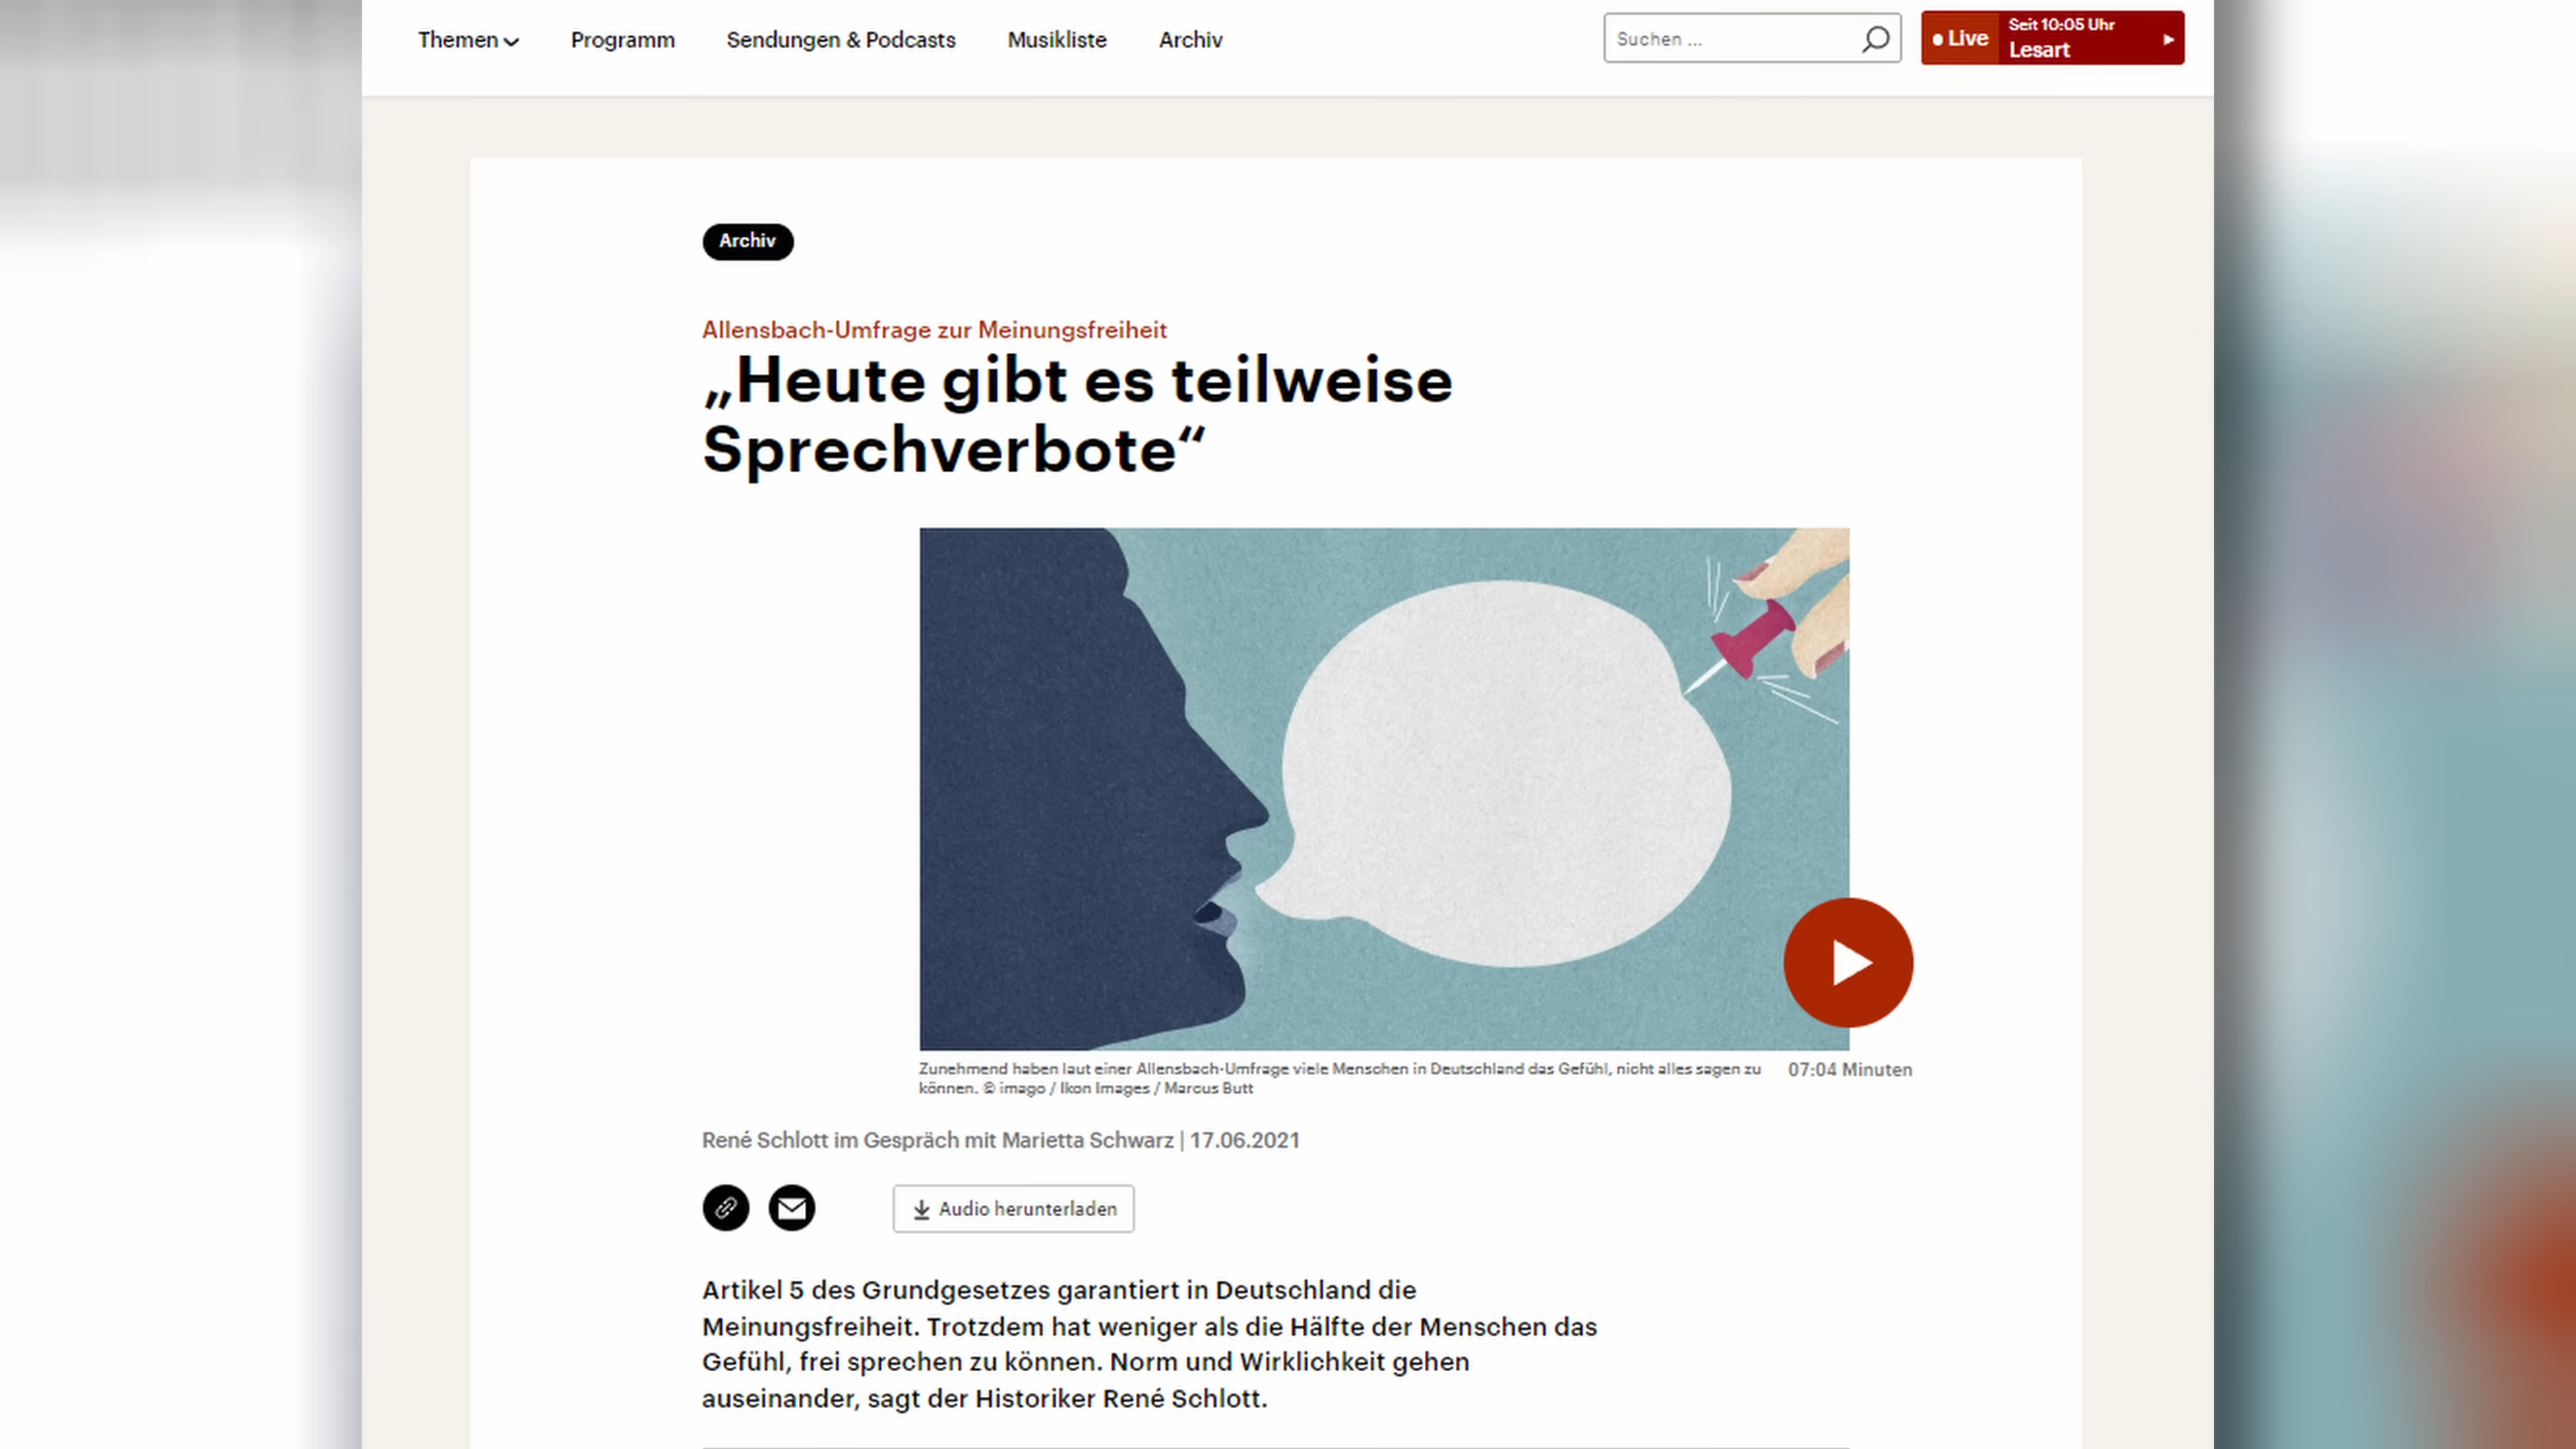 Themen
Programm
Sendungen & Podcasts
Musikliste
Archiv
Suchen ...
Live
Seit 10:05 Uhr
Lesart
Archiv
Allensbach-Umfrage zur Meinungsfreiheit
„Heute gibt es teilweise
Sprechverbote“
Zunehmend haben laut einer Allensbach-Umfrage viele Menschen in Deutschland das Gefühl, nicht alles sagen zu
können. © imago / Ikon Images / Marcus Butt
07:04 Minuten
René Schlott im Gespräch mit Marietta Schwarz | 17.06.2021
Audio herunterladen
Artikel 5 des Grundgesetzes garantiert in Deutschland die
Meinungsfreiheit. Trotzdem hat weniger als die Hälfte der Menschen das
Gefühl, frei sprechen zu können. Norm und Wirklichkeit gehen
auseinander, sagt der Historiker René Schlott.